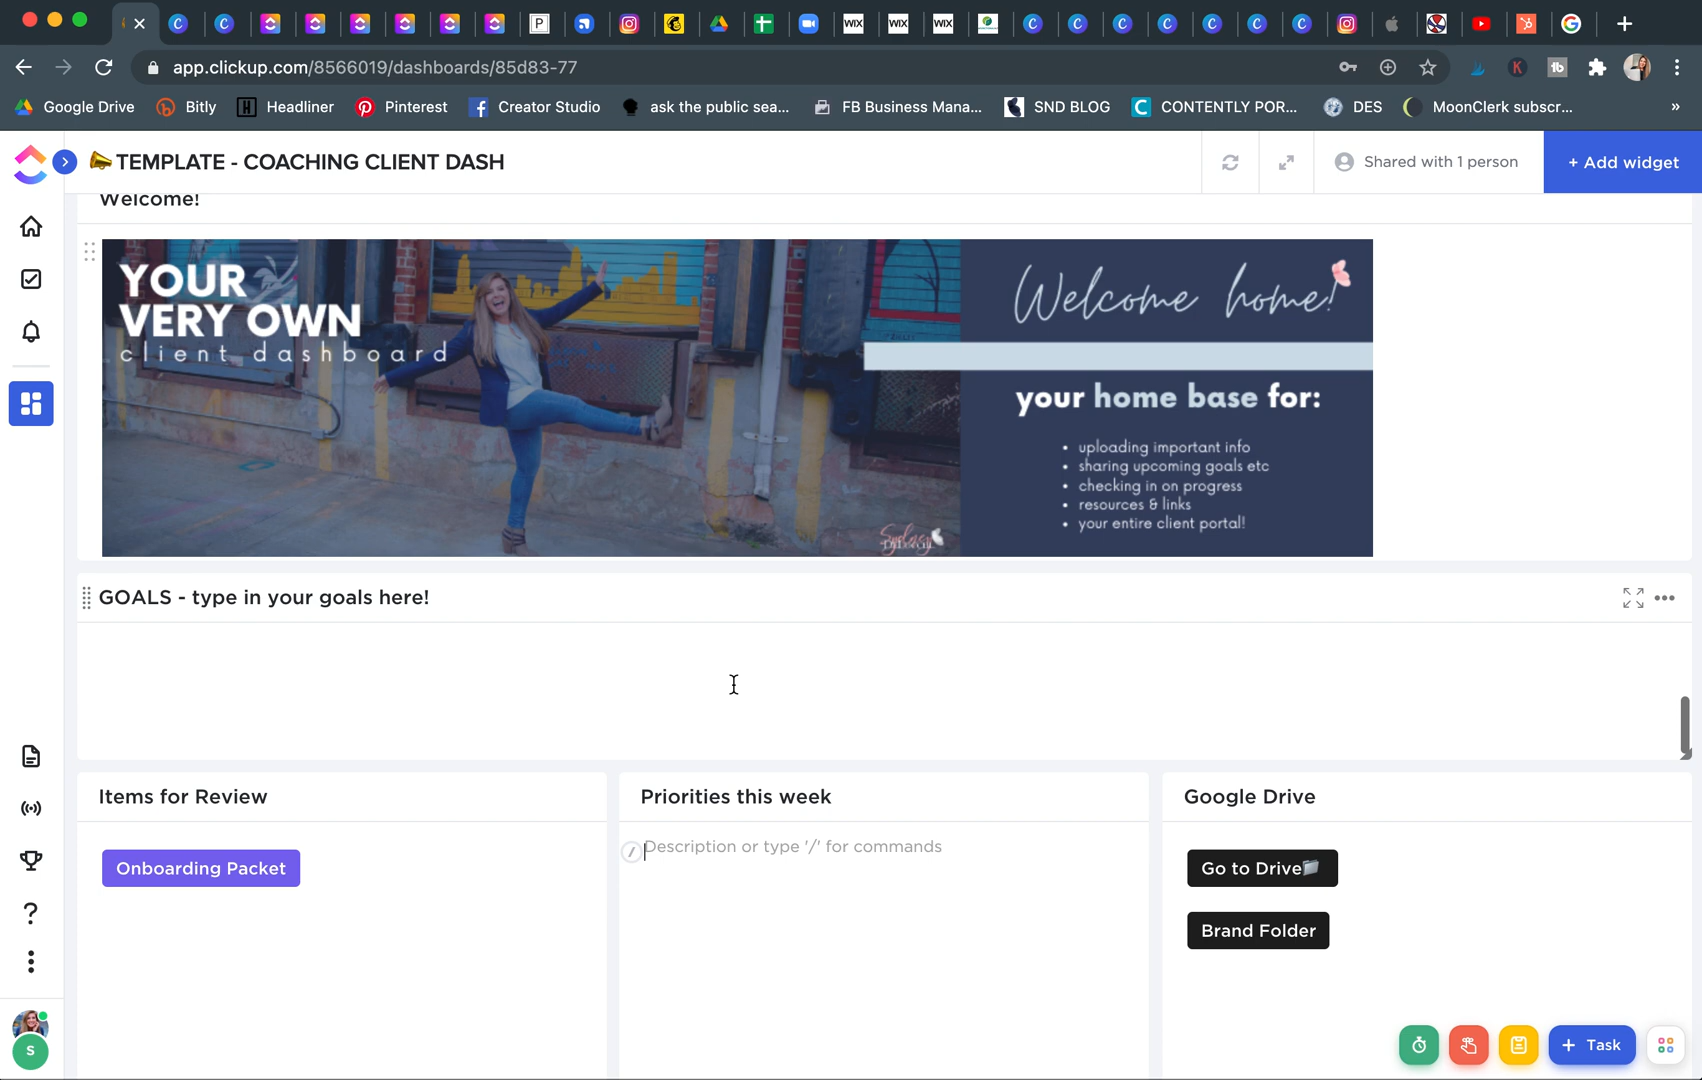 app.clickup.com/8566019/dashboards/85d83-77
Google Drive
Bitly
Headliner
Pinterest
Creator Studio
ask the public sea...
FB Business Mana...
SND BLOG
CONTENTLY POR...
DES
MoonClerk subscr...
»
TEMPLATE - COACHING CLIENT DASH
Shared with 1 person
+ Add widget
Welcome!
YOUR
VERY OWN
client dashboard
Welcome home!
your home base for:
• uploading important info
• sharing upcoming goals etc
• checking in on progress
• resources & links
• your entire client portal!
Sydney
GOALS - type in your goals here!
Items for Review
Priorities this week
Google Drive
Onboarding Packet
Description or type '/' for commands
Go to Drive
Brand Folder
+ Task
S